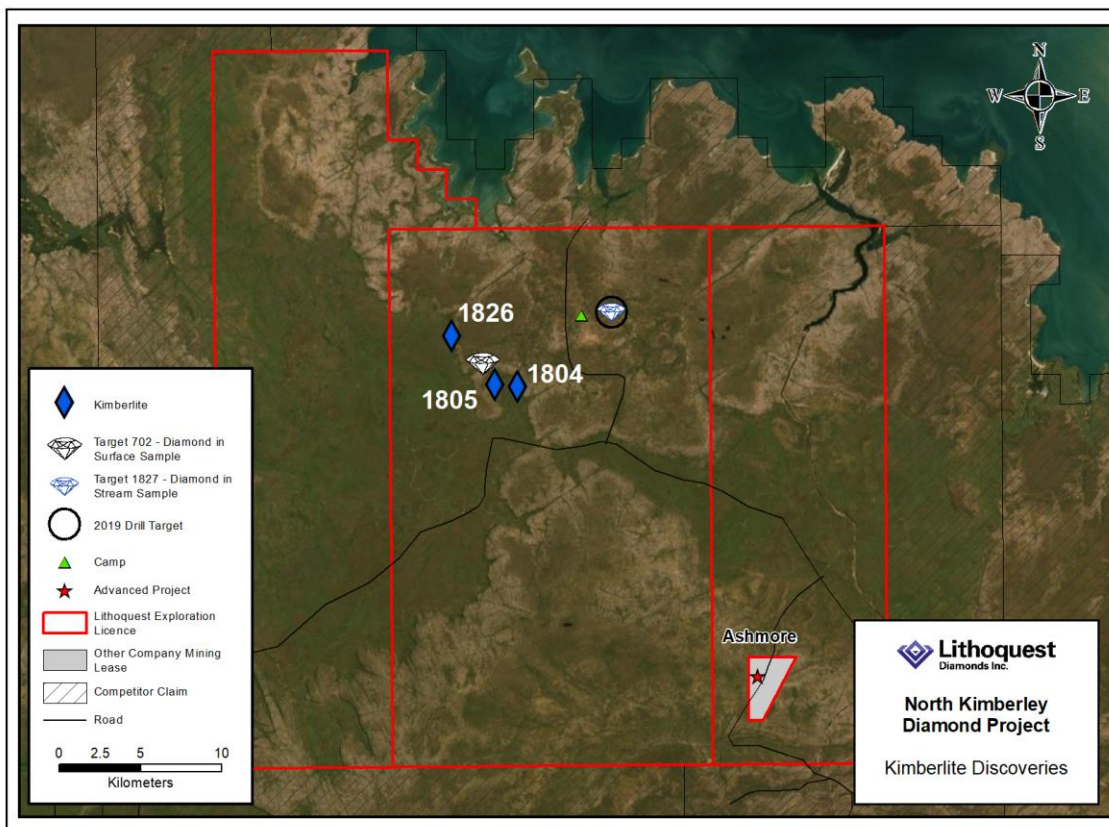 N
W
E
S
1826
1805
1804
Ashmore
Kimberlite
Target 702 - Diamond in
Surface Sample
Target 1827 - Diamond in
Stream Sample
2019 Drill Target
Camp
Advanced Project
Lithoquest Exploration
Licence
Other Company Mining
Lease
Competitor Claim
Road
0 2.5 5 10
Kilometers
Lithoquest
Diamonds Inc.
North Kimberley
Diamond Project
Kimberlite Discoveries